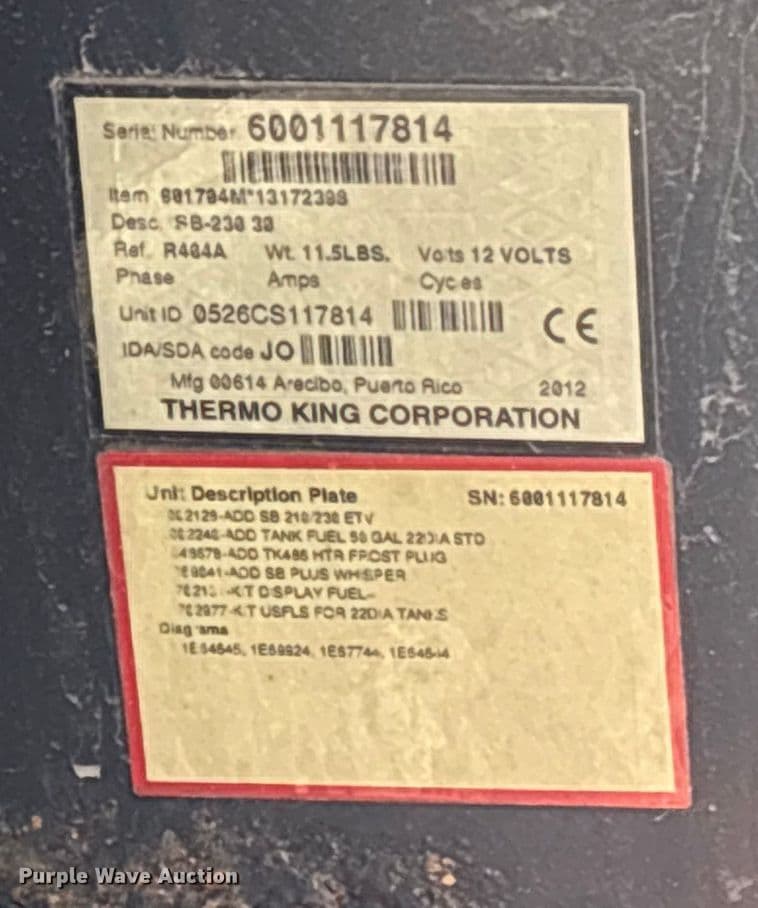 Serial Number 6001117814
Item 601794M*13172398
Desc. SB-230 30
Ref. R404A Wt. 11.5LBS. Volts 12 VOLTS
Phase Amps Cycles
Unit ID 0526CS117814 CE
IDA/SDA code JO
Mfg 00614 Arecibo, Puerto Rico 2012
THERMO KING CORPORATION
Unit Description Plate SN: 6001117814
ADD SB 210/230 ETV
ADD TANK FUEL 50 GAL 22DIA STD
ADD TK486 HTR FROST PLUG
ADD SB PLUS WHISPER
KIT DISPLAY FUEL
KIT USFLS FOR 22DIA TANKS
Diagrams
1E69924,
Purple Wave Auction